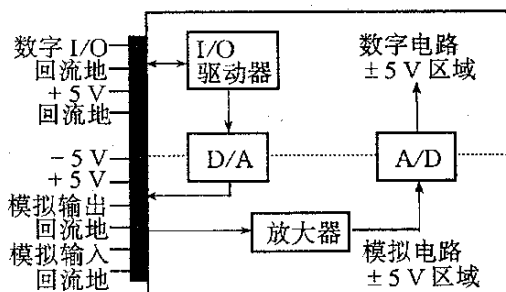 数字 I/O
回流地
+5 V
回流地
-5 V
+5 V
模拟输出
回流地
模拟输入
回流地
I/O
驱动器
D/A
放大器
A/D
数字电路
±5 V 区域
模拟电路
±5 V 区域